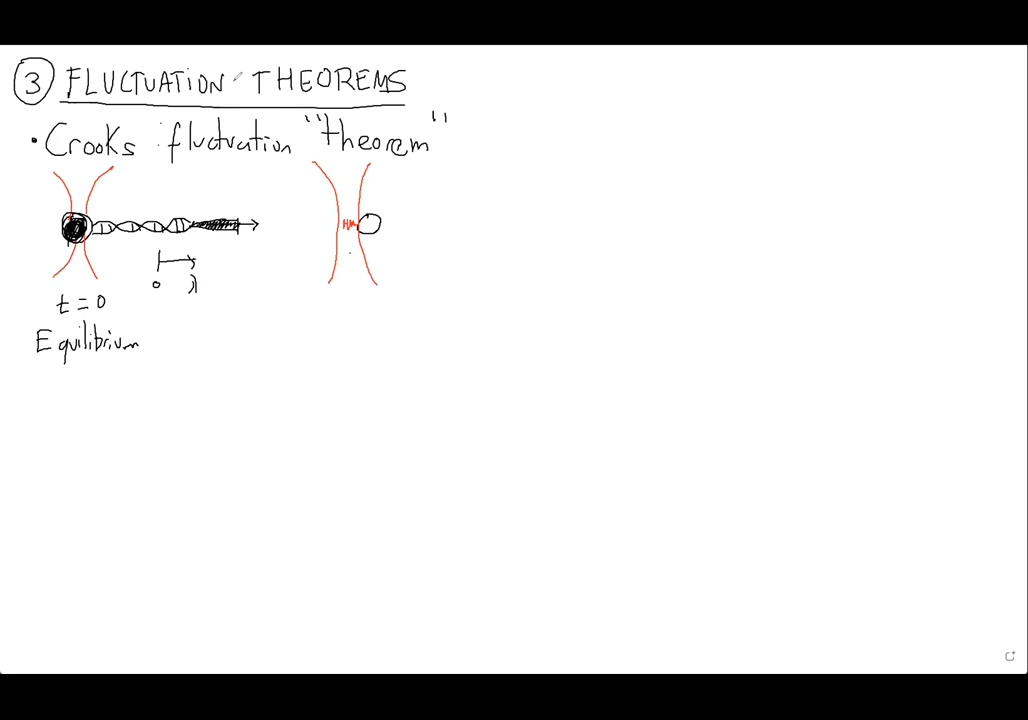 ③ FLUCTUATION THEOREMS
• Crooks fluctuation "theorem"
0 λ
t = 0
Equilibrium